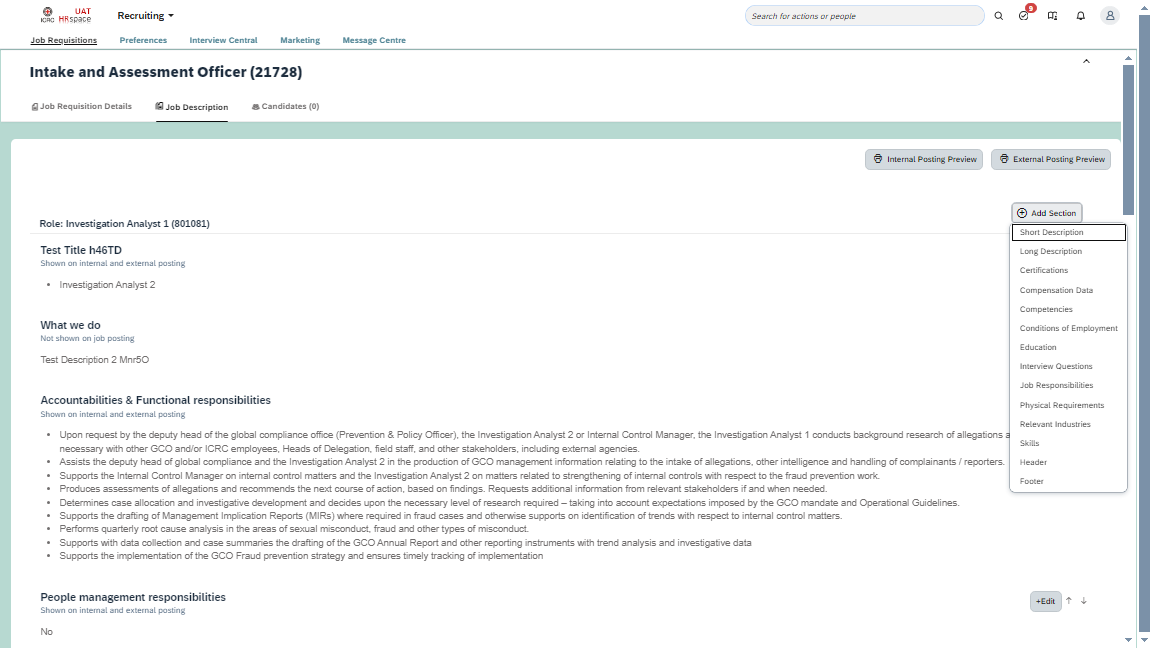 ICRC
UAT
HRspace
Recruiting
Search for actions or people
9
Job Requisitions
Preferences
Interview Central
Marketing
Message Centre
Intake and Assessment Officer (21728)
Job Requisition Details
Job Description
Candidates (0)
Internal Posting Preview
External Posting Preview
Add Section
Role: Investigation Analyst 1 (801081)
Short Description
Long Description
Certifications
Compensation Data
Competencies
Conditions of Employment
Education
Interview Questions
Job Responsibilities
Physical Requirements
Relevant Industries
Skills
Header
Footer
Test Title h46TD
Shown on internal and external posting
• Investigation Analyst 2
What we do
Not shown on job posting
Test Description 2 Mnr5O
Accountabilities & Functional responsibilities
Shown on internal and external posting
• Upon request by the deputy head of the global compliance office (Prevention & Policy Officer), the Investigation Analyst 2 or Internal Control Manager, the Investigation Analyst 1 conducts background research of allegations a
necessary with other GCO and/or ICRC employees, Heads of Delegation, field staff, and other stakeholders, including external agencies.
• Assists the deputy head of global compliance and the Investigation Analyst 2 in the production of GCO management information relating to the intake of allegations, other intelligence and handling of complainants / reporters.
• Supports the Internal Control Manager on internal control matters and the Investigation Analyst 2 on matters related to strengthening of internal controls with respect to the fraud prevention work.
• Produces assessments of allegations and recommends the next course of action, based on findings. Requests additional information from relevant stakeholders if and when needed.
• Determines case allocation and investigative development and decides upon the necessary level of research required – taking into account expectations imposed by the GCO mandate and Operational Guidelines.
• Supports the drafting of Management Implication Reports (MIRs) where required in fraud cases and otherwise supports on identification of trends with respect to internal control matters.
• Performs quarterly root cause analysis in the areas of sexual misconduct, fraud and other types of misconduct.
• Supports with data collection and case summaries the drafting of the GCO Annual Report and other reporting instruments with trend analysis and investigative data
• Supports the implementation of the GCO Fraud prevention strategy and ensures timely tracking of implementation
People management responsibilities
Shown on internal and external posting
+Edit
No